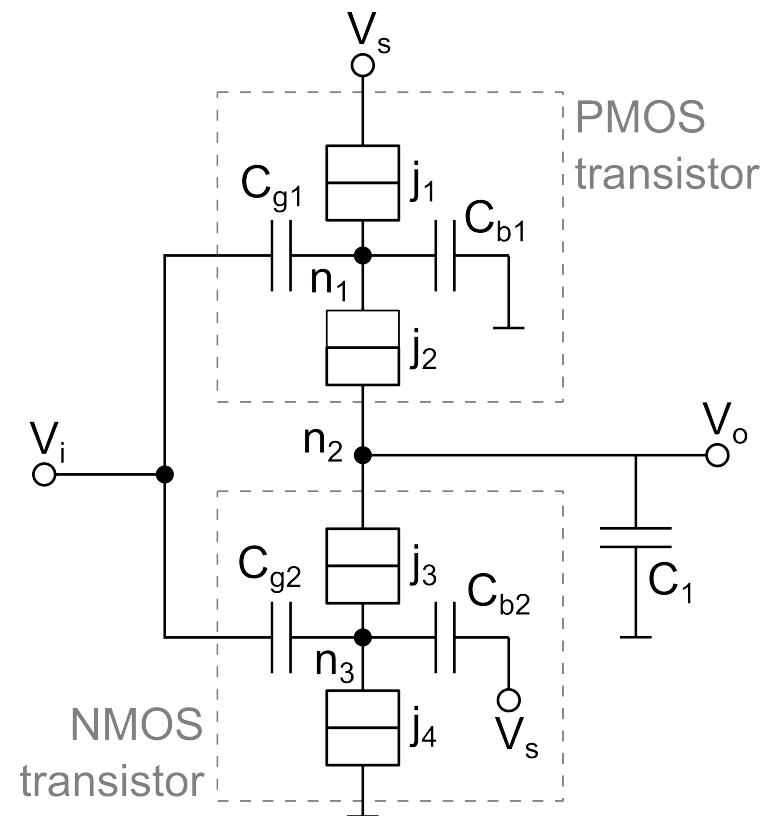 Vs
PMOS
transistor
Cg1
j1
Cb1
n1
j2
Vi
n2
Vo
Cg2
j3
Cb2
C1
n3
NMOS
transistor
j4
Vs